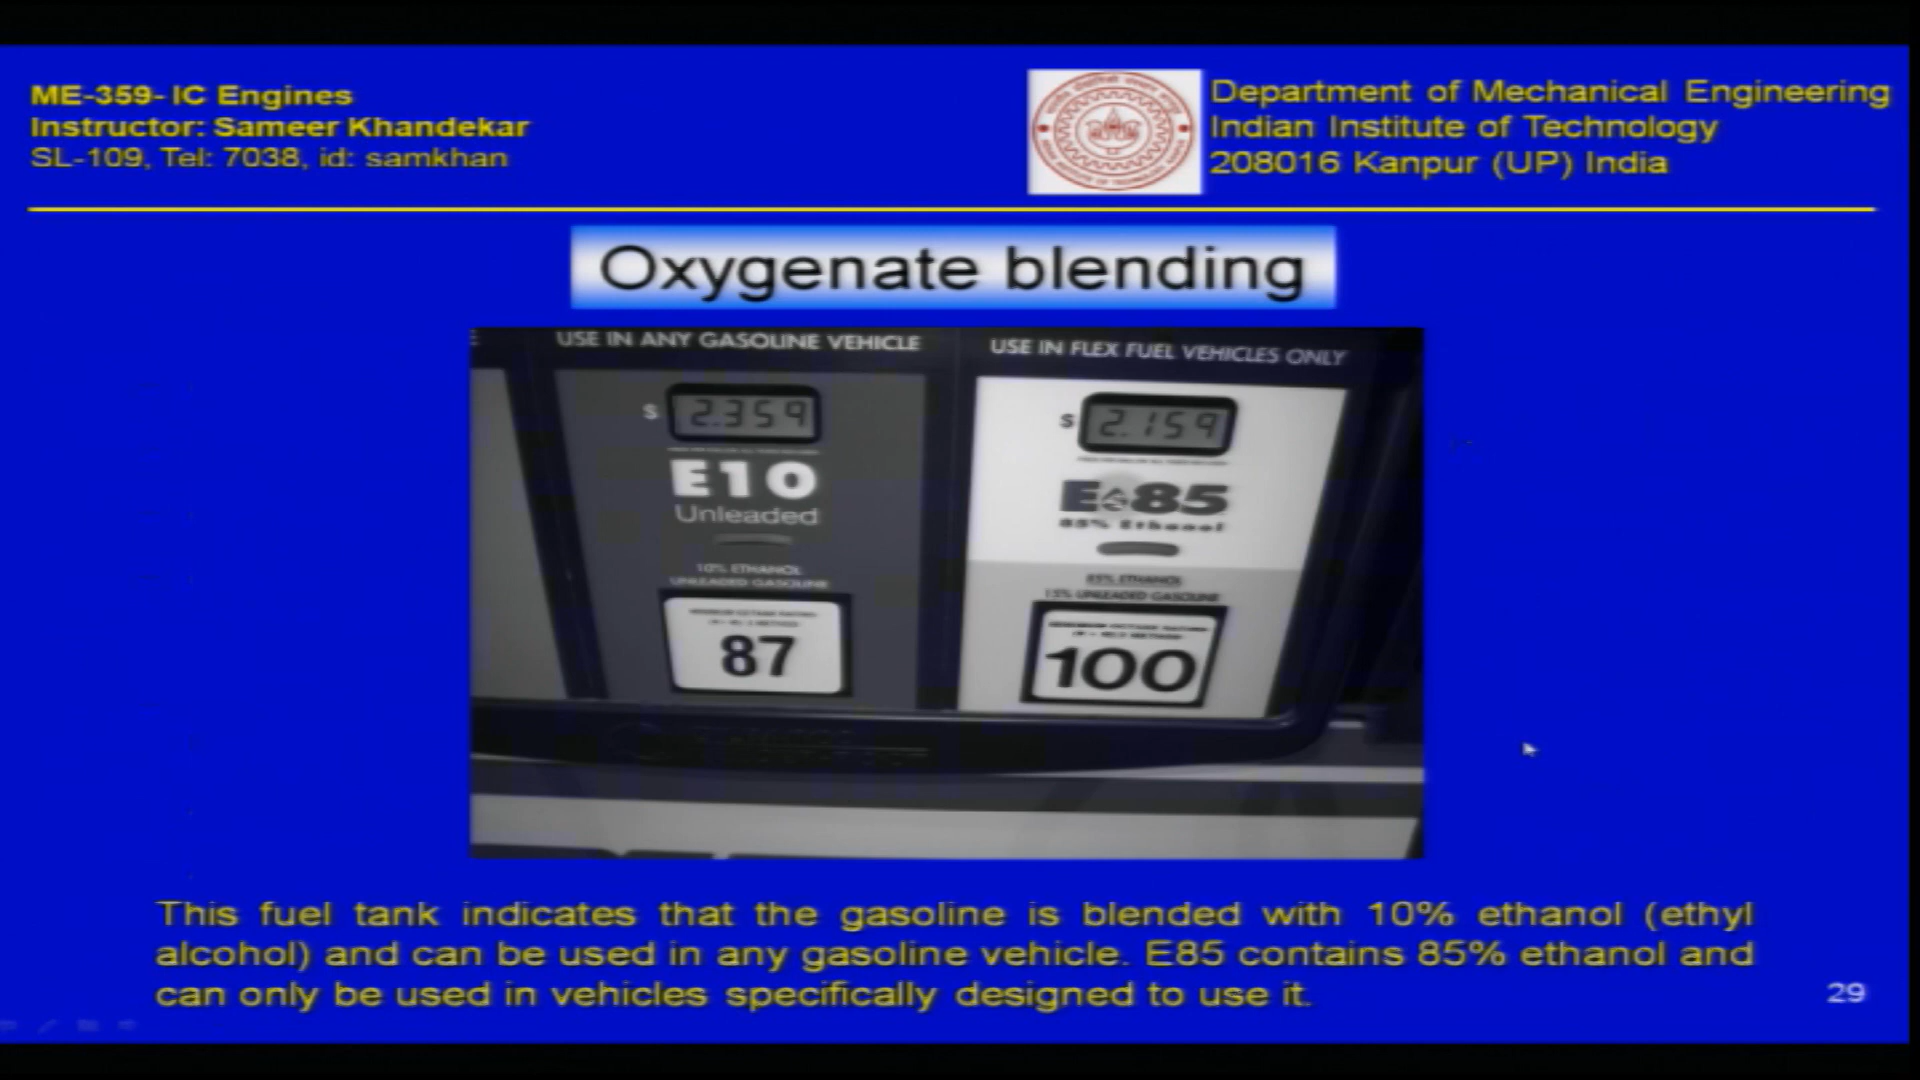 ME-359- IC Engines
Instructor: Sameer Khandekar
SL-109, Tel: 7038, id: samkhan
Department of Mechanical Engineering
Indian Institute of Technology
208016 Kanpur (UP) India
Oxygenate blending
USE IN ANY GASOLINE VEHICLE
$ 2.359
E10
Unleaded
10% ETHANOL
UNLEADED GASOLINE
87
USE IN FLEX FUEL VEHICLES ONLY
$ 2.159
E85
85% Ethanol
85% ETHANOL
15% UNLEADED GASOLINE
100
This fuel tank indicates that the gasoline is blended with 10% ethanol (ethyl
alcohol) and can be used in any gasoline vehicle. E85 contains 85% ethanol and
can only be used in vehicles specifically designed to use it.
29